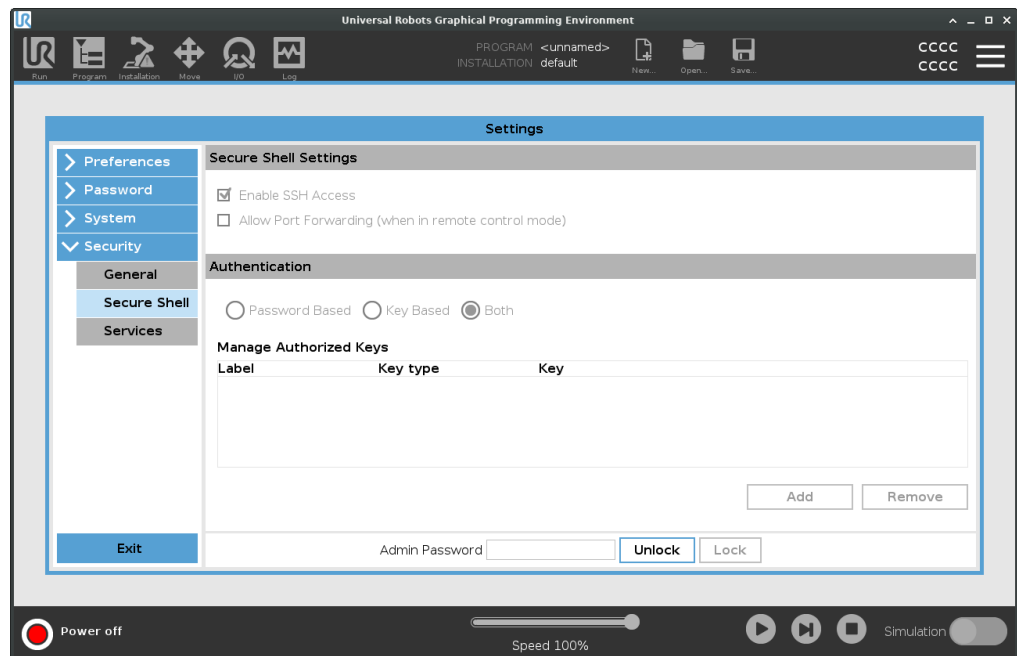 UR Universal Robots Graphical Programming Environment
UR PROGRAM <unnamed> CCCC
INSTALLATION default CCCC
Run Program Installation Move I/O Log New... Open... Save...
Settings
Preferences Secure Shell Settings
Password Enable SSH Access
System Allow Port Forwarding (when in remote control mode)
Security
General Authentication
Secure Shell Password Based Key Based Both
Services
Manage Authorized Keys
Label Key type Key
Add Remove
Exit Admin Password Unlock Lock
Power off Speed 100% Simulation